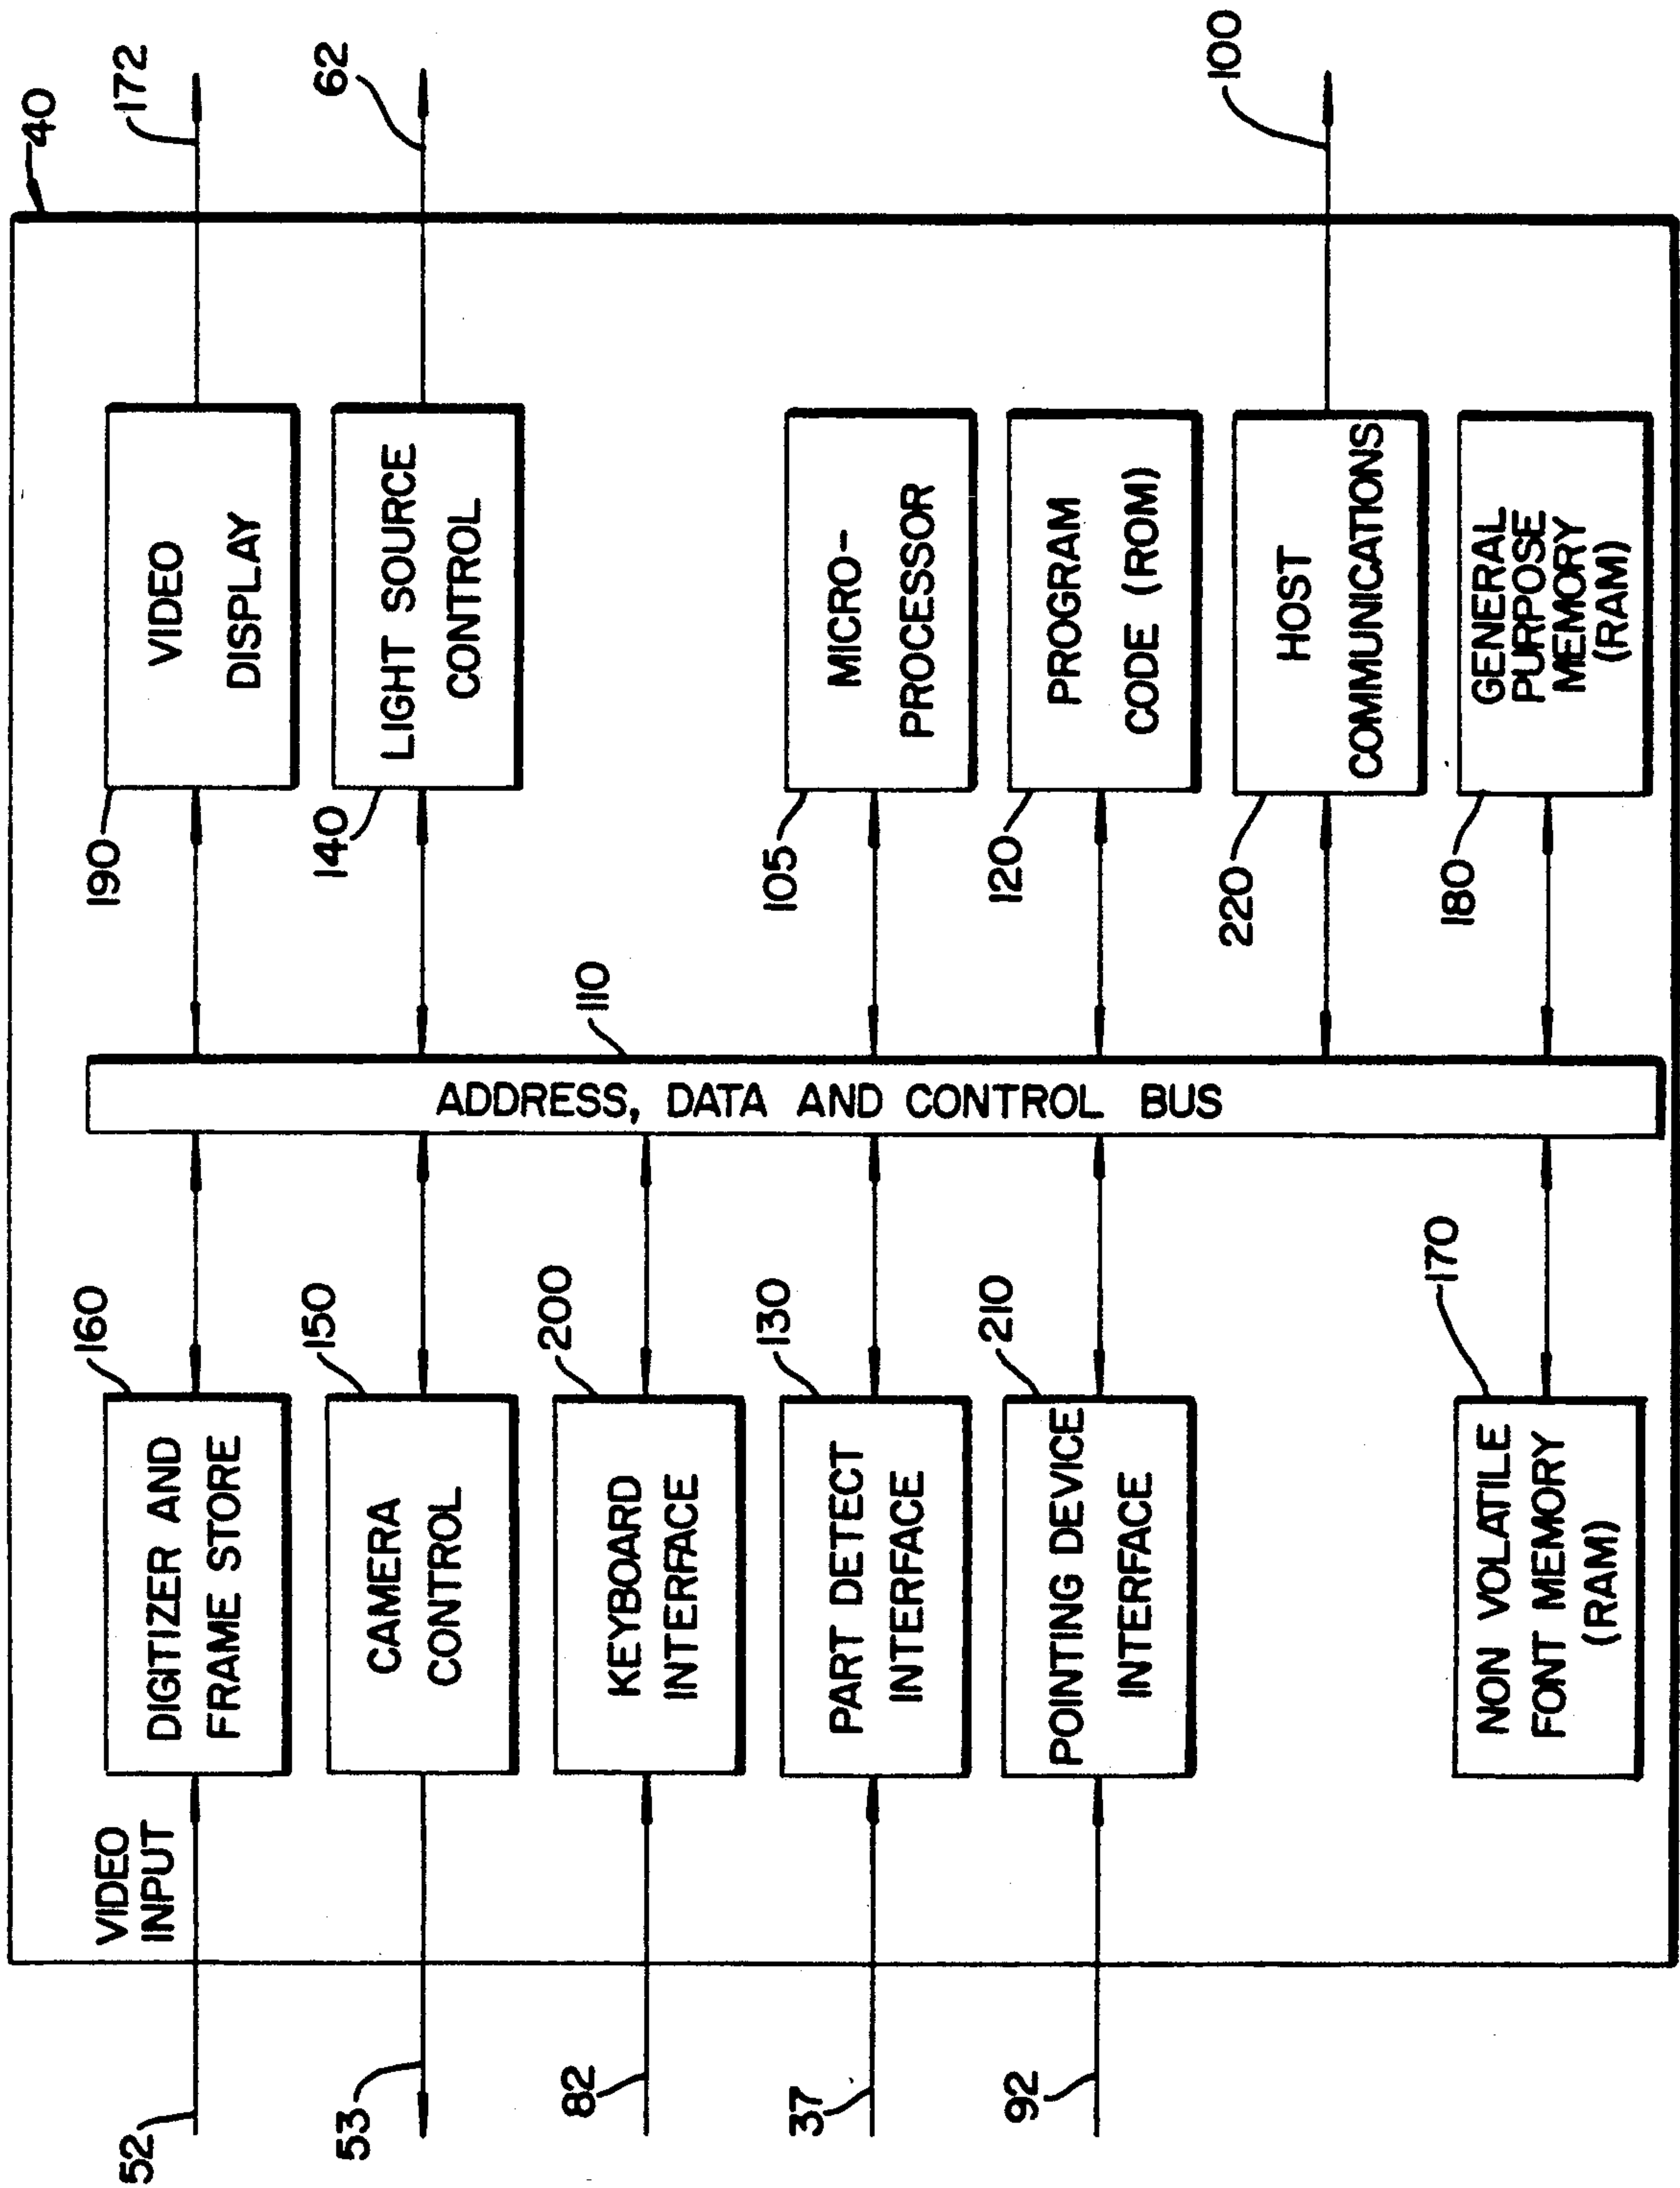 40
52
VIDEO
INPUT
160
DIGITIZER AND
FRAME STORE
190
VIDEO
DISPLAY
172
53
150
CAMERA
CONTROL
140
LIGHT SOURCE
CONTROL
62
82
200
KEYBOARD
INTERFACE
110
ADDRESS, DATA AND CONTROL BUS
37
130
PART DETECT
INTERFACE
105
MICRO-
PROCESSOR
92
210
POINTING DEVICE
INTERFACE
120
PROGRAM
CODE (ROM)
220
HOST
COMMUNICATIONS
100
170
NON VOLATILE
FONT MEMORY
(RAM)
180
GENERAL
PURPOSE
MEMORY
(RAM)